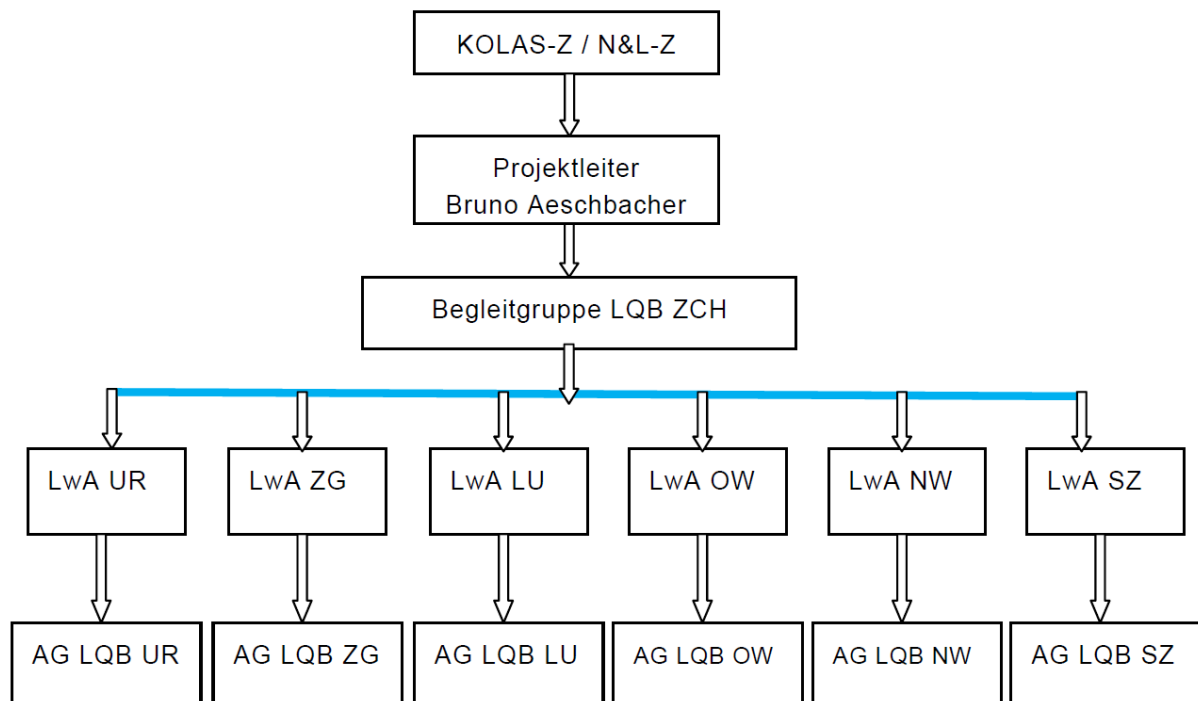 KOLAS-Z / N&L-Z
Projektleiter
Bruno Aeschbacher
Begleitgruppe LQB ZCH
LWA UR
LWA ZG
LWA LU
LWA OW
LWA NW
LWA SZ
AG LQB UR
AG LQB ZG
AG LQB LU
AG LQB OW
AG LQB NW
AG LQB SZ